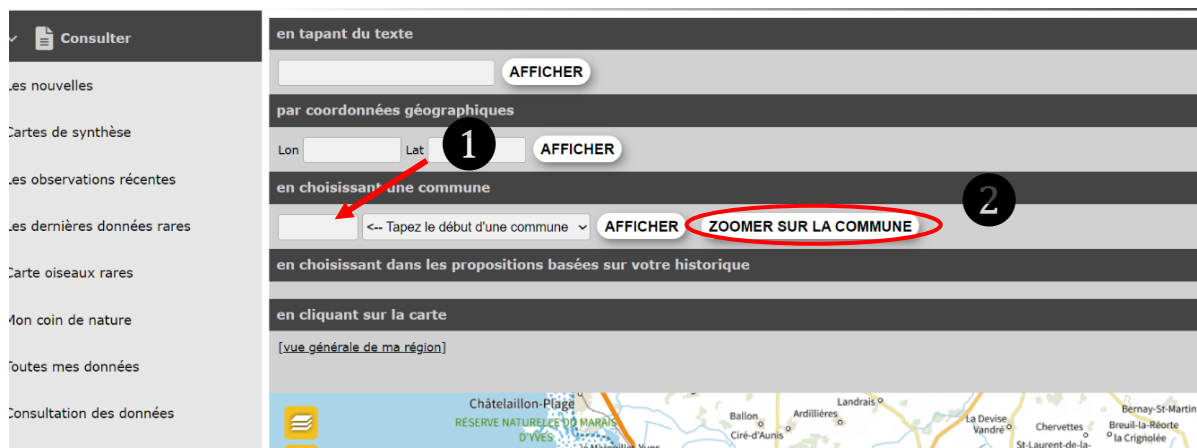 Consulter
Les nouvelles
Cartes de synthèse
Les observations récentes
Les dernières données rares
Carte oiseaux rares
Mon coin de nature
Toutes mes données
Consultation des données
en tapant du texte
AFFICHER
par coordonnées géographiques
1
Lon Lat AFFICHER
en choisissant une commune
2
<-- Tapez le début d'une commune AFFICHER ZOOMER SUR LA COMMUNE
en choisissant dans les propositions basées sur votre historique
en cliquant sur la carte
[vue générale de ma région]
Châtelaillon-Plage
RÉSERVE NATURELLE DU MARAIS
D'YVES
Ballon
Ciré-d'Aunis
Ardillières
Landrais
La Devise
Vandré
Chervettes
St-Laurent-de-la-
Bernay-St-Martin
Breuil-la-Réorte
la Crignolée